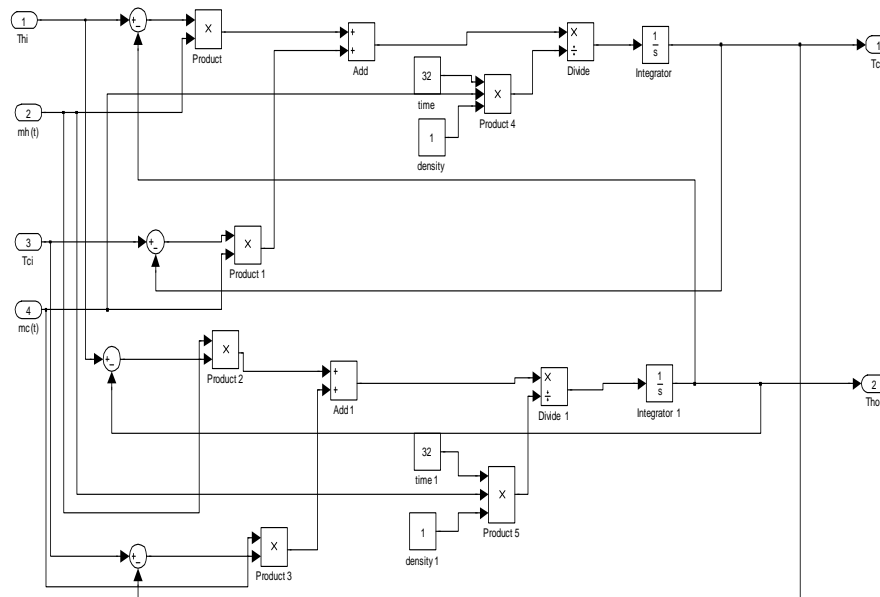 1
Thi
+
−
X
Product
+
+
Add
X
÷
Divide
1
s
Integrator
1
Tc
32
time
X
Product 4
2
mh (t)
1
density
3
Tci
+
−
X
Product 1
4
mc (t)
+
−
X
Product 2
+
+
Add 1
X
÷
Divide 1
1
s
Integrator 1
2
Tho
32
time 1
X
Product 5
1
density 1
+
−
X
Product 3